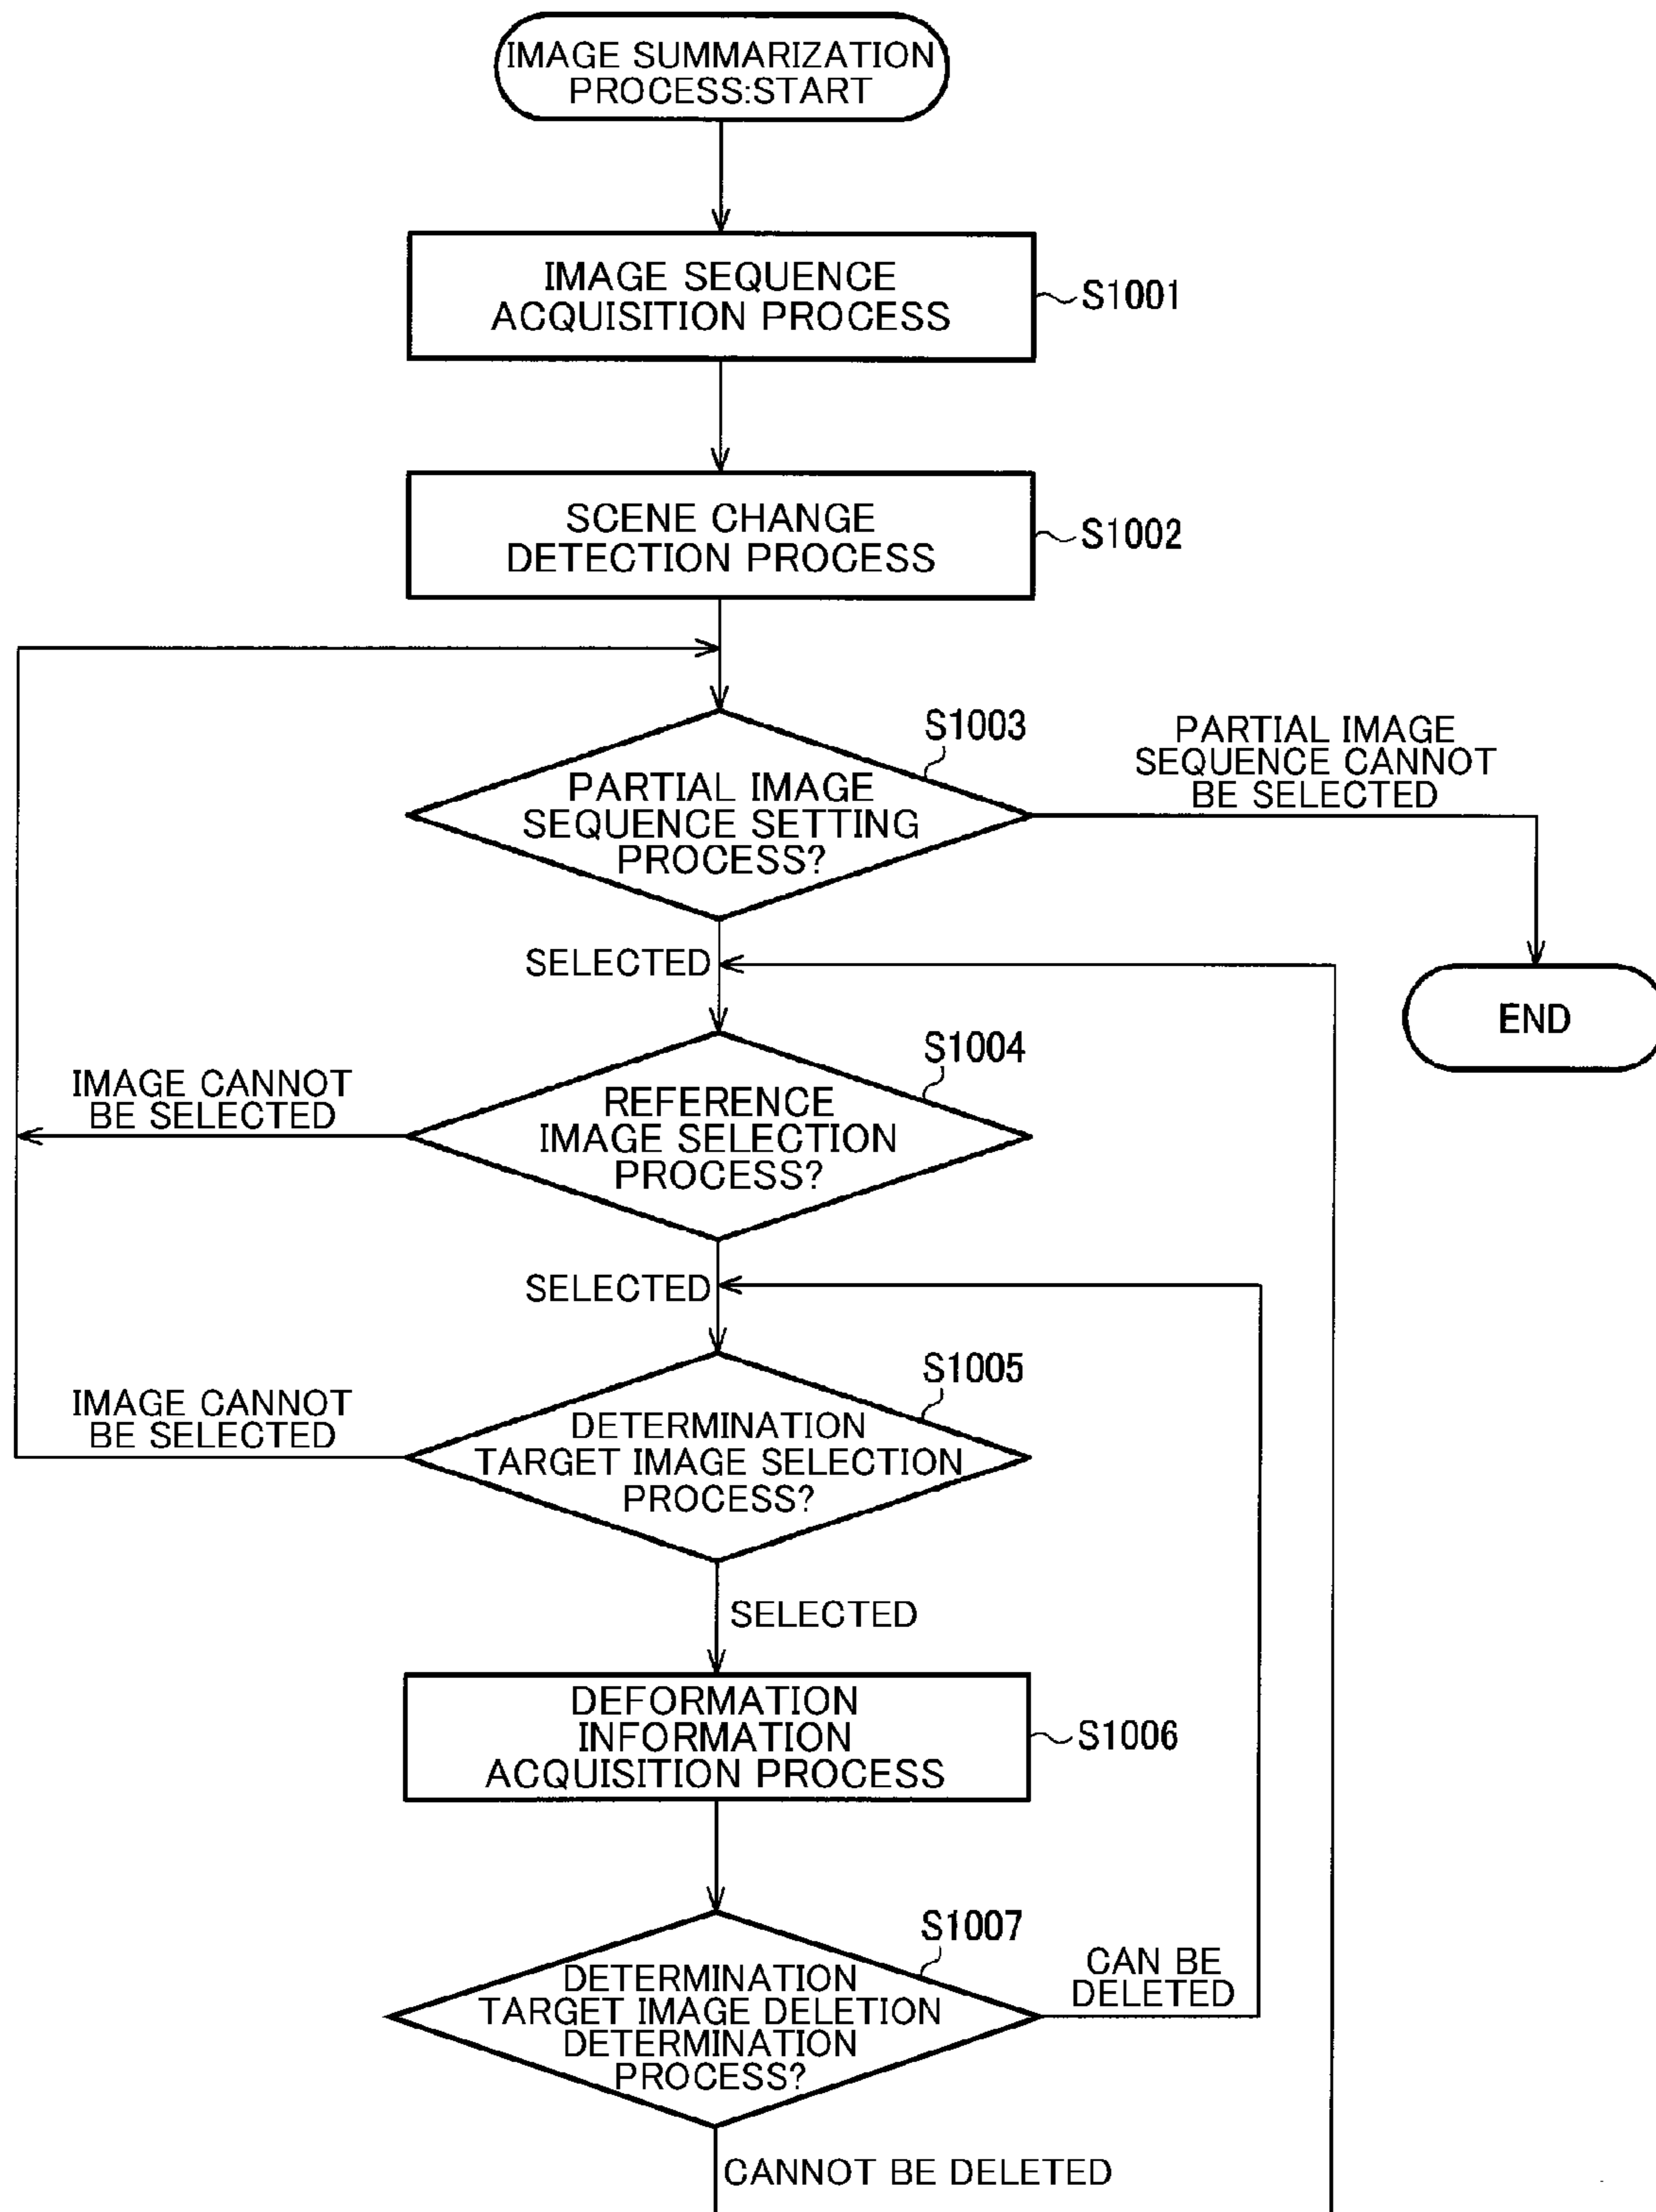 IMAGE SUMMARIZATION
PROCESS:START
IMAGE SEQUENCE
ACQUISITION PROCESS
S1001
SCENE CHANGE
DETECTION PROCESS
S1002
S1003
PARTIAL IMAGE
SEQUENCE SETTING
PROCESS?
PARTIAL IMAGE
SEQUENCE CANNOT
BE SELECTED
SELECTED
END
S1004
REFERENCE
IMAGE SELECTION
PROCESS?
IMAGE CANNOT
BE SELECTED
SELECTED
S1005
DETERMINATION
TARGET IMAGE SELECTION
PROCESS?
IMAGE CANNOT
BE SELECTED
SELECTED
DEFORMATION
INFORMATION
ACQUISITION PROCESS
S1006
S1007
DETERMINATION
TARGET IMAGE DELETION
DETERMINATION
PROCESS?
CAN BE
DELETED
CANNOT BE DELETED